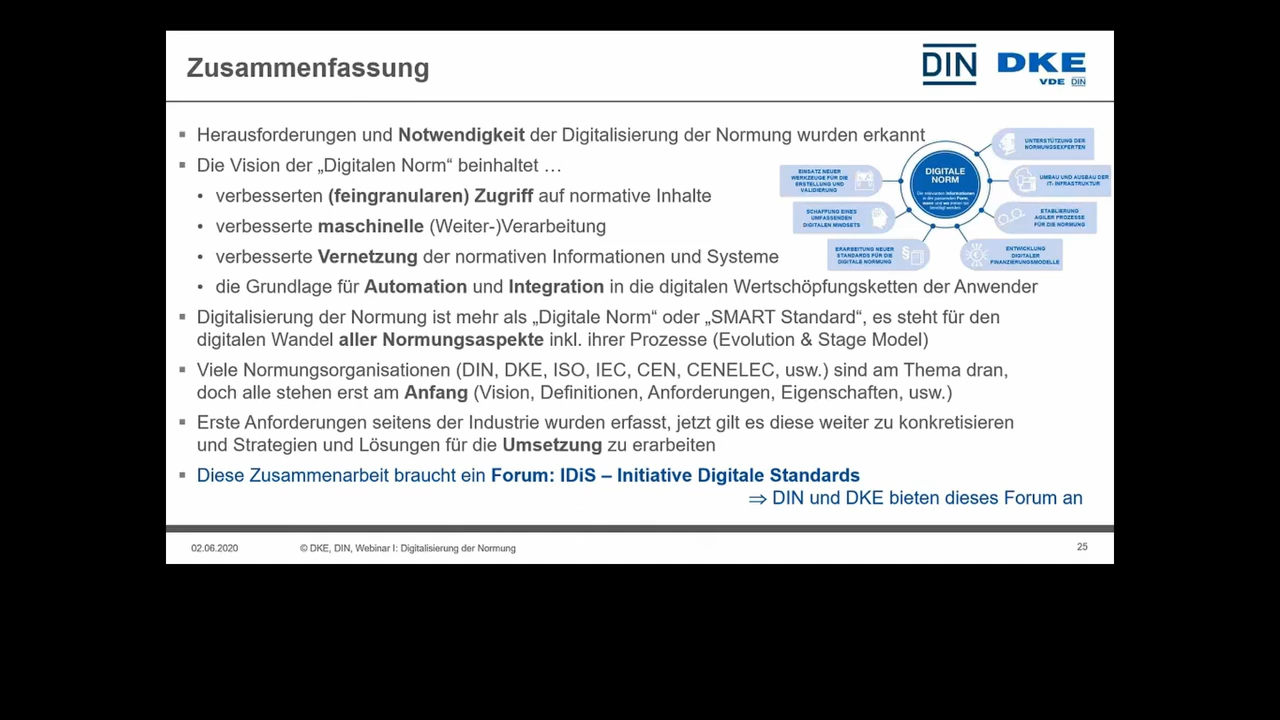 Zusammenfassung
DIN
DKE
VDE DIN
▪ Herausforderungen und Notwendigkeit der Digitalisierung der Normung wurden erkannt
▪ Die Vision der „Digitalen Norm“ beinhaltet …
• verbesserten (feingranularen) Zugriff auf normative Inhalte
• verbesserte maschinelle (Weiter-)Verarbeitung
• verbesserte Vernetzung der normativen Informationen und Systeme
• die Grundlage für Automation und Integration in die digitalen Wertschöpfungsketten der Anwender
▪ Digitalisierung der Normung ist mehr als „Digitale Norm“ oder „SMART Standard“, es steht für den
digitalen Wandel aller Normungsaspekte inkl. ihrer Prozesse (Evolution & Stage Model)
▪ Viele Normungsorganisationen (DIN, DKE, ISO, IEC, CEN, CENELEC, usw.) sind am Thema dran,
doch alle stehen erst am Anfang (Vision, Definitionen, Anforderungen, Eigenschaften, usw.)
▪ Erste Anforderungen seitens der Industrie wurden erfasst, jetzt gilt es diese weiter zu konkretisieren
und Strategien und Lösungen für die Umsetzung zu erarbeiten
▪ Diese Zusammenarbeit braucht ein Forum: IDiS – Initiative Digitale Standards
⇒ DIN und DKE bieten dieses Forum an
DIGITALE
NORM
Die relevanten Informationen
EINSATZ NEUER
WERKZEUGE FÜR DIE
ERSTELLUNG UND
VALIDIERUNG
SCHAFFUNG EINES
UMFASSENDEN
DIGITALEN MINDSETS
ERARBEITUNG NEUER
STANDARDS FÜR DIE
DIGITALE NORMUNG
UNTERSTÜTZUNG DER
NORMUNGSEXPERTEN
UMBAU UND AUSBAU DER
IT- INFRASTRUKTUR
ETABLIERUNG
AGILER PROZESSE
FÜR DIE NORMUNG
ENTWICKLUNG
DIGITALER
FINANZIERUNGSMODELLE
02.06.2020
© DKE, DIN, Webinar I: Digitalisierung der Normung
25